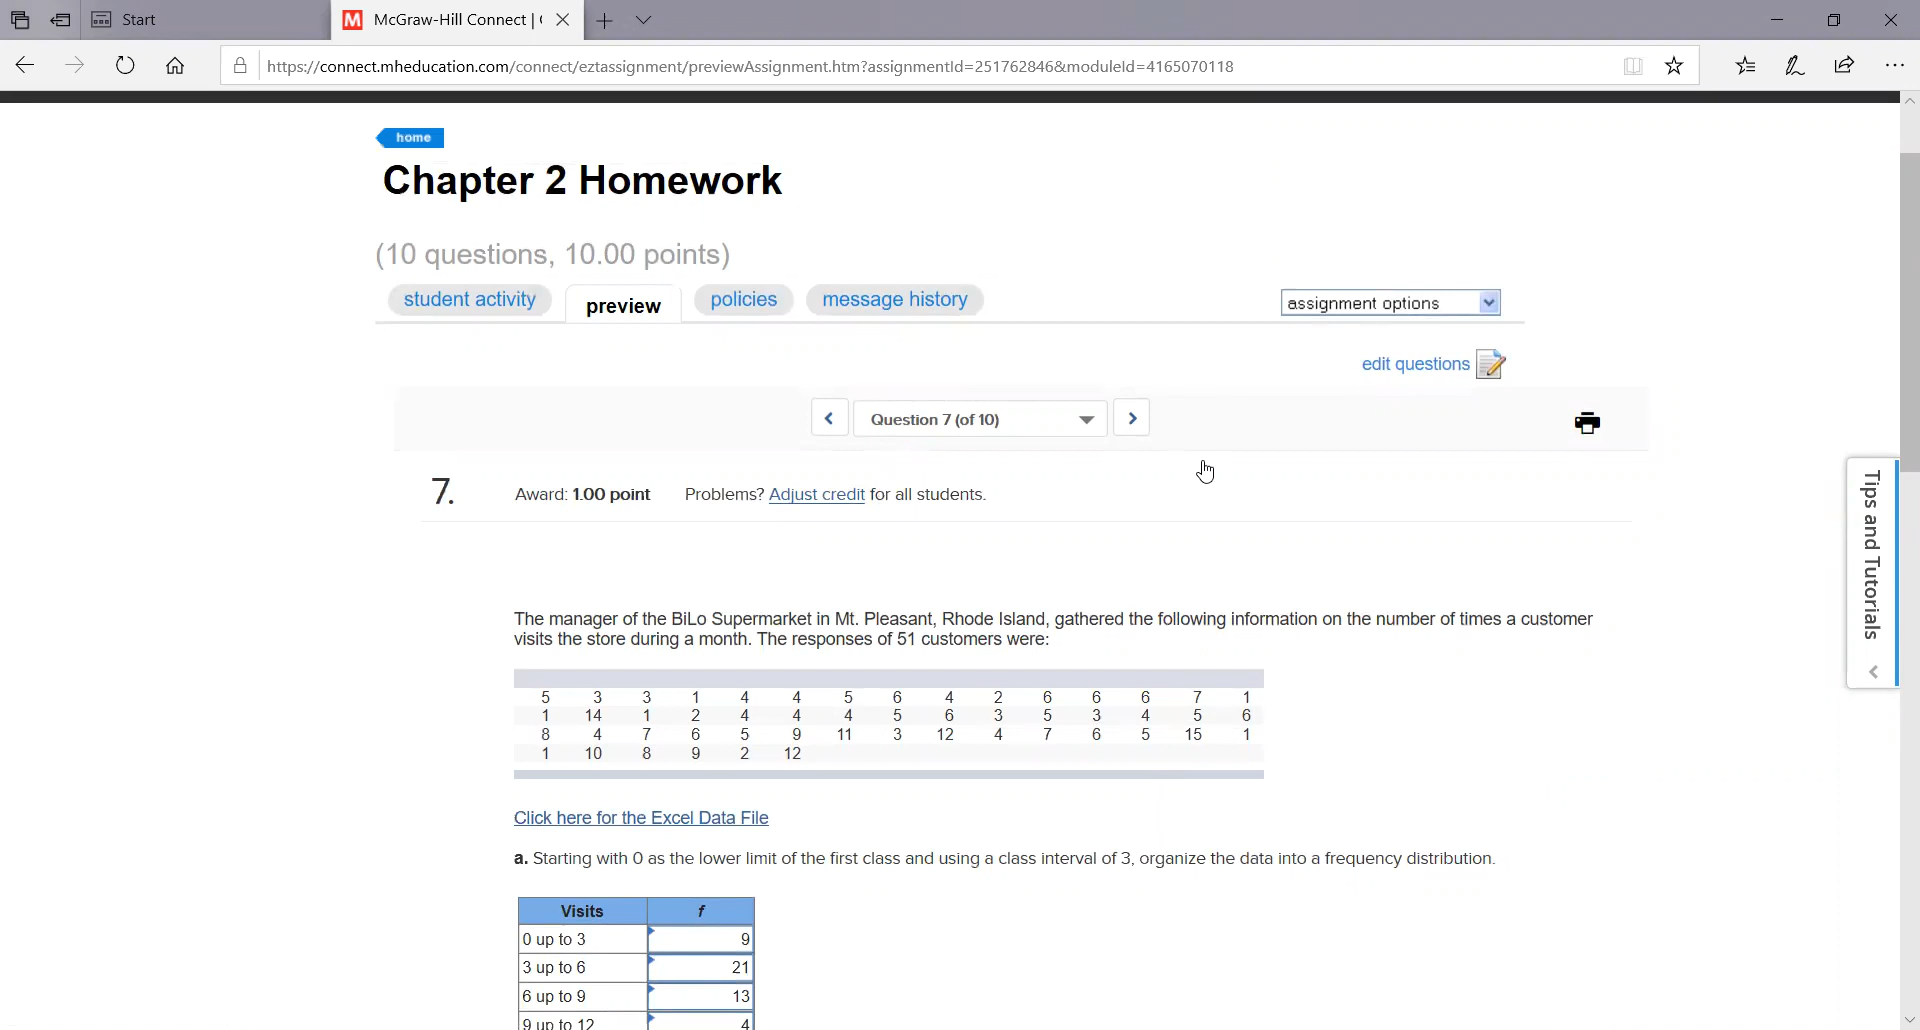 Start
McGraw-Hill Connect | (
https://connect.mheducation.com/connect/eztassignment/previewAssignment.htm?assignmentId=251762846&moduleId=4165070118
home
Chapter 2 Homework
(10 questions, 10.00 points)
student activity preview policies message history assignment options
edit questions
Question 7 (of 10)
7. Award: 1.00 point Problems? Adjust credit for all students.
Tips and Tutorials
The manager of the BiLo Supermarket in Mt. Pleasant, Rhode Island, gathered the following information on the number of times a customer
visits the store during a month. The responses of 51 customers were:
5 3 3 1 4 4 5 6 4 2 6 6 6 7 1
1 14 1 2 4 4 4 5 6 3 5 3 4 5 6
8 4 7 6 5 9 11 3 12 4 7 6 5 15 1
1 10 8 9 2 12
Click here for the Excel Data File
a. Starting with 0 as the lower limit of the first class and using a class interval of 3, organize the data into a frequency distribution.
Visits f
0 up to 3 9
3 up to 6 21
6 up to 9 13
9 up to 12 4